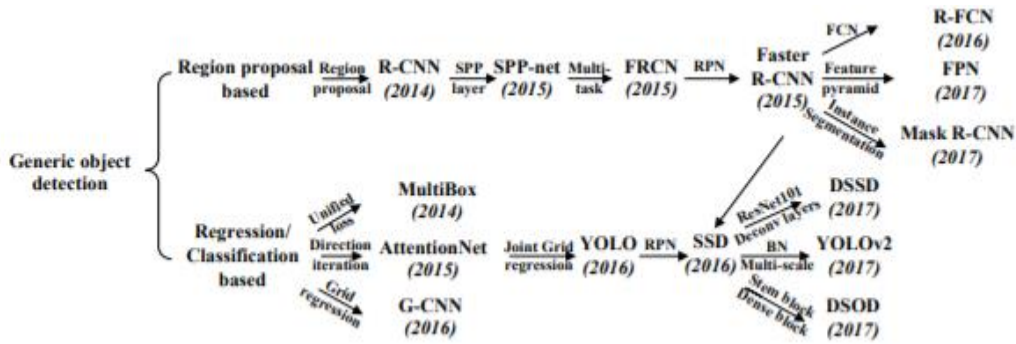 Generic object
detection
Region proposal
based
Region
proposal
R-CNN
(2014)
SPP
layer
SPP-net
(2015)
Multi-
task
FRCN
(2015)
RPN
Faster
R-CNN
(2015)
FCN
R-FCN
(2016)
Feature
pyramid
FPN
(2017)
Instance
Segmentation
Mask R-CNN
(2017)
Regression/
Classification
based
Unified
loss
MultiBox
(2014)
Direction
iteration
AttentionNet
(2015)
Grid
regression
G-CNN
(2016)
Joint Grid
regression
YOLO
(2016)
RPN
SSD
(2016)
ResNet101
Deconv layers
DSSD
(2017)
BN
Multi-scale
YOLOv2
(2017)
Stem block
Dense block
DSOD
(2017)